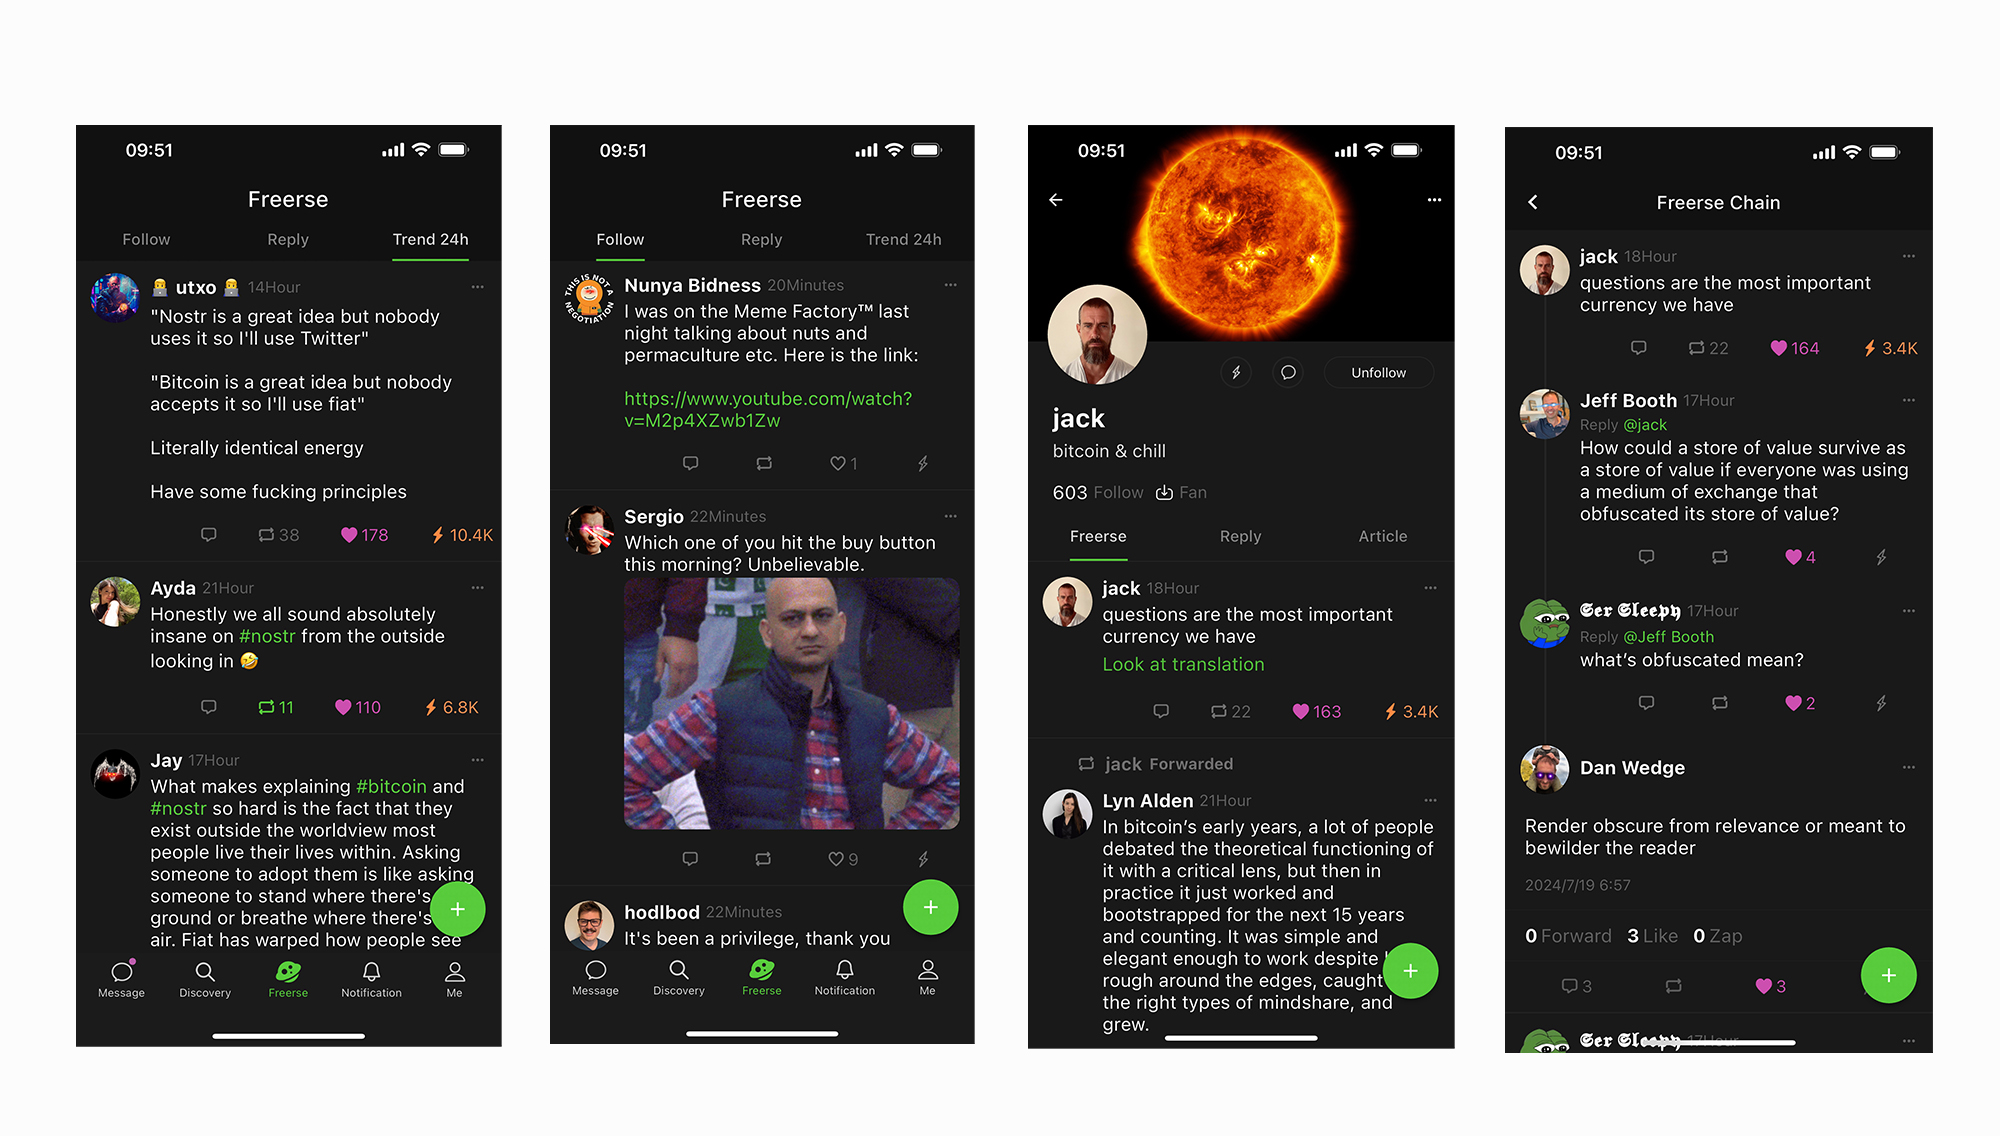 09:51
Freerse
Follow Reply Trend 24h
utxo 14Hour
"Nostr is a great idea but nobody
uses it so I'll use Twitter"
"Bitcoin is a great idea but nobody
accepts it so I'll use fiat"
Literally identical energy
Have some fucking principles
38 178 10.4K
Ayda 21Hour
Honestly we all sound absolutely
insane on #nostr from the outside
looking in 🤣
11 110 6.8K
Jay 17Hour
What makes explaining #bitcoin and
#nostr so hard is the fact that they
exist outside the worldview most
people live their lives within. Asking
someone to adopt them is like asking
someone to stand where there's
ground or breathe where there's
air. Fiat has warped how people see
Message Discovery Freerse Notification Me
09:51
Freerse
Follow Reply Trend 24h
THIS IS NOT A NEGOTIATION
Nunya Bidness 20Minutes
I was on the Meme Factory™ last
night talking about nuts and
permaculture etc. Here is the link:
https://www.youtube.com/watch?
v=M2p4XZwb1Zw
1
Sergio 22Minutes
Which one of you hit the buy button
this morning? Unbelievable.
9
hodlbod 22Minutes
It's been a privilege, thank you
Message Discovery Freerse Notification Me
09:51
Unfollow
jack
bitcoin & chill
603 Follow Fan
Freerse Reply Article
jack 18Hour
questions are the most important
currency we have
Look at translation
22 163 3.4K
jack Forwarded
Lyn Alden 21Hour
In bitcoin's early years, a lot of people
debated the theoretical functioning of
it with a critical lens, but then in
practice it just worked and
bootstrapped for the next 15 years
and counting. It was simple and
elegant enough to work despite
rough around the edges, caught
the right types of mindshare, and
grew.
09:51
Freerse Chain
jack 18Hour
questions are the most important
currency we have
22 164 3.4K
Jeff Booth 17Hour
Reply @jack
How could a store of value survive as
a store of value if everyone was using
a medium of exchange that
obfuscated its store of value?
4
𝕾𝖊𝖗 𝕾𝖑𝖊𝖊𝖕𝖞 17Hour
Reply @Jeff Booth
what's obfuscated mean?
2
Dan Wedge
Render obscure from relevance or meant to
bewilder the reader
2024/7/19 6:57
0 Forward 3 Like 0 Zap
3 3
𝕾𝖊𝖗 𝕾𝖑𝖊𝖊𝖕𝖞 17Hour